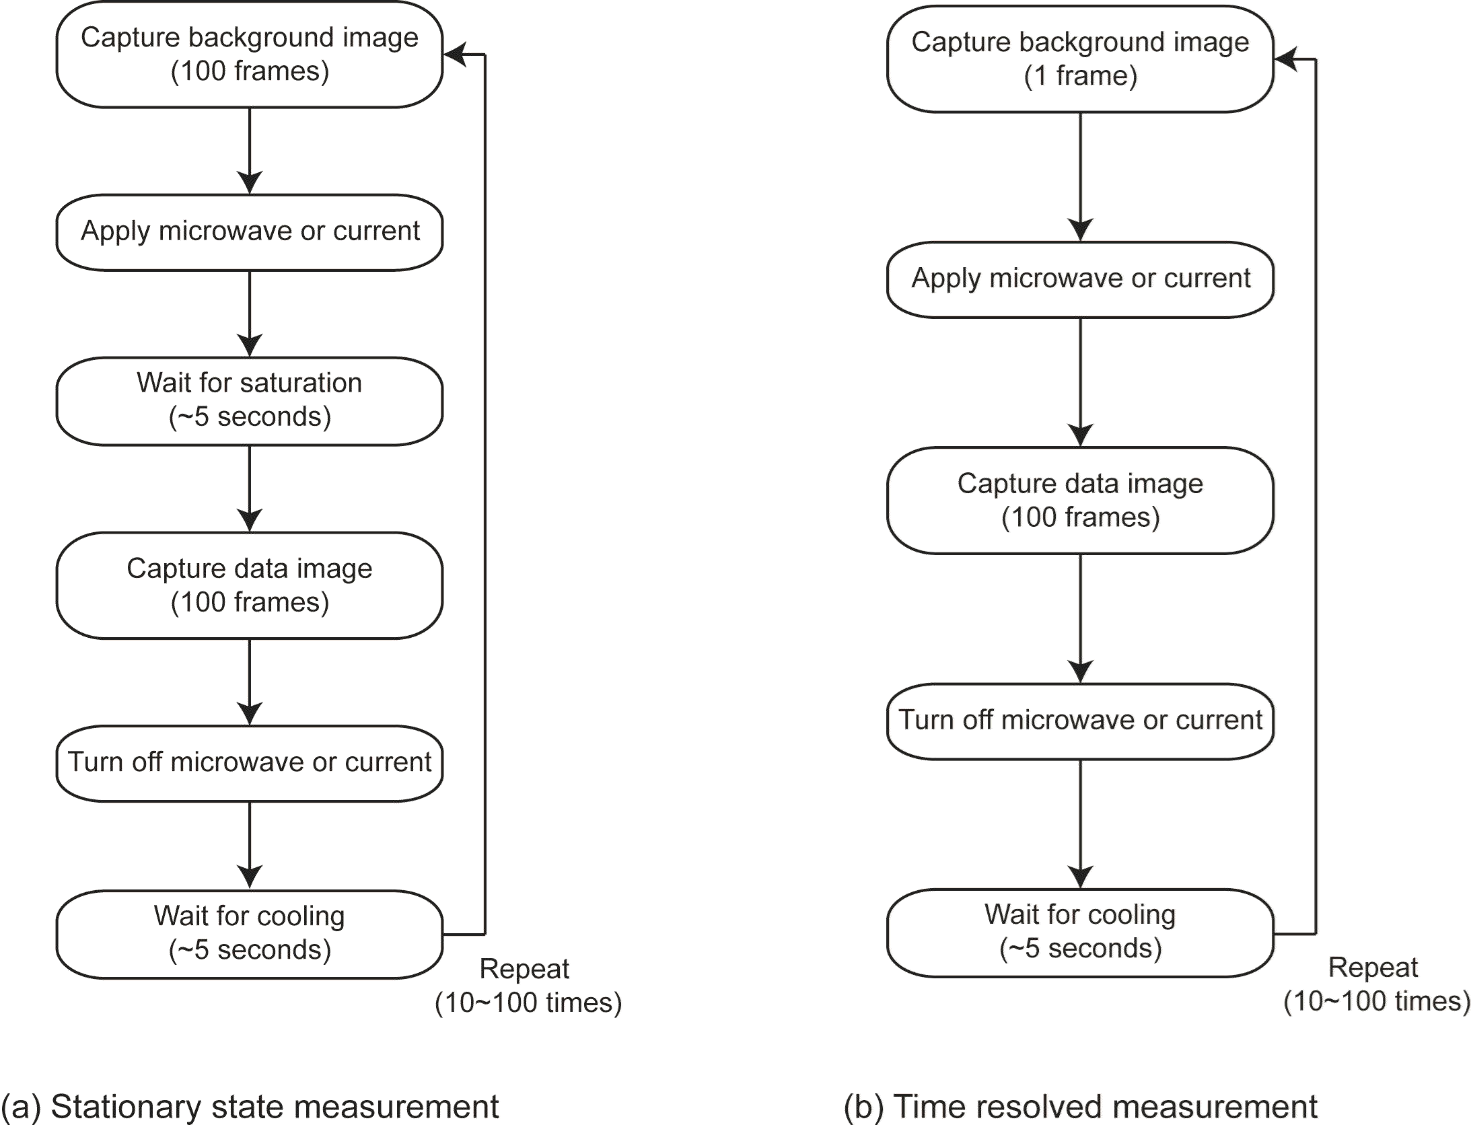 Capture background image
(100 frames)
Apply microwave or current
Wait for saturation
(~5 seconds)
Capture data image
(100 frames)
Turn off microwave or current
Wait for cooling
(~5 seconds)
Repeat
(10~100 times)
(a) Stationary state measurement
Capture background image
(1 frame)
Apply microwave or current
Capture data image
(100 frames)
Turn off microwave or current
Wait for cooling
(~5 seconds)
Repeat
(10~100 times)
(b) Time resolved measurement